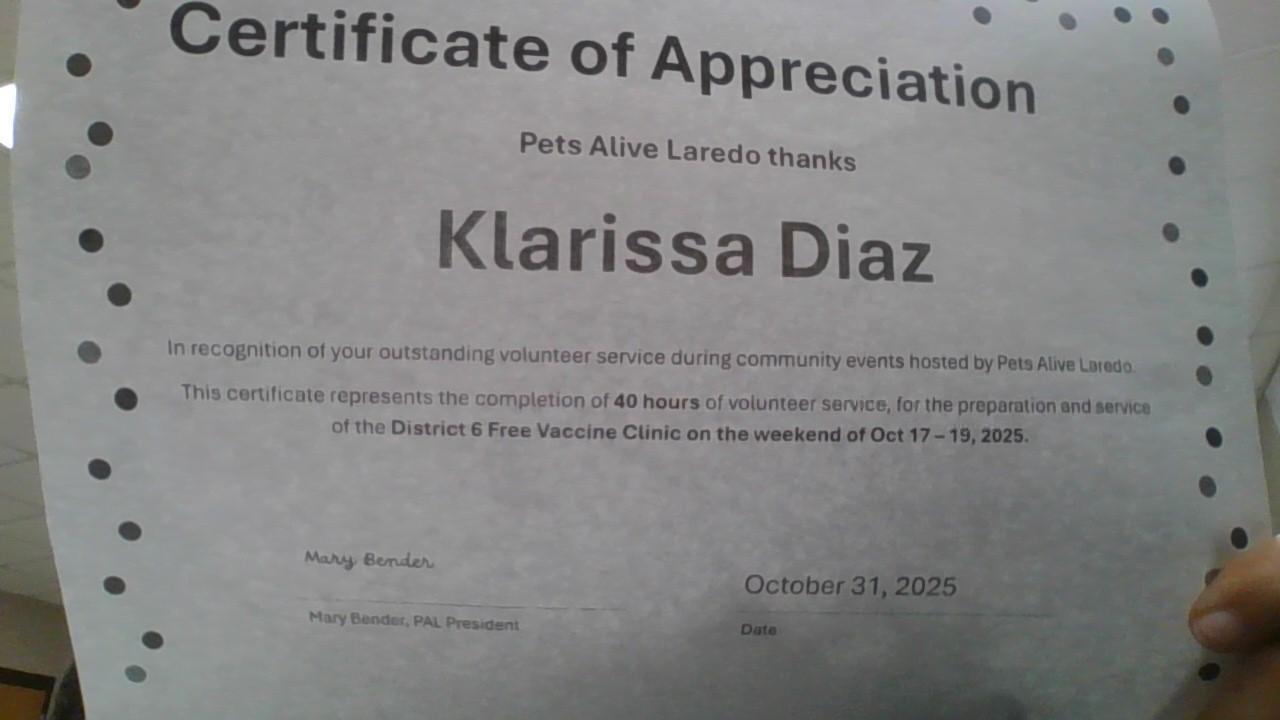 Certificate of Appreciation
Pets Alive Laredo thanks
Klarissa Diaz
In recognition of your outstanding volunteer service during community events hosted by Pets Alive Laredo.
This certificate represents the completion of 40 hours of volunteer service, for the preparation and service
of the District 6 Free Vaccine Clinic on the weekend of Oct 17 – 19, 2025.
Mary Bender
October 31, 2025
Mary Bender, PAL President
Date